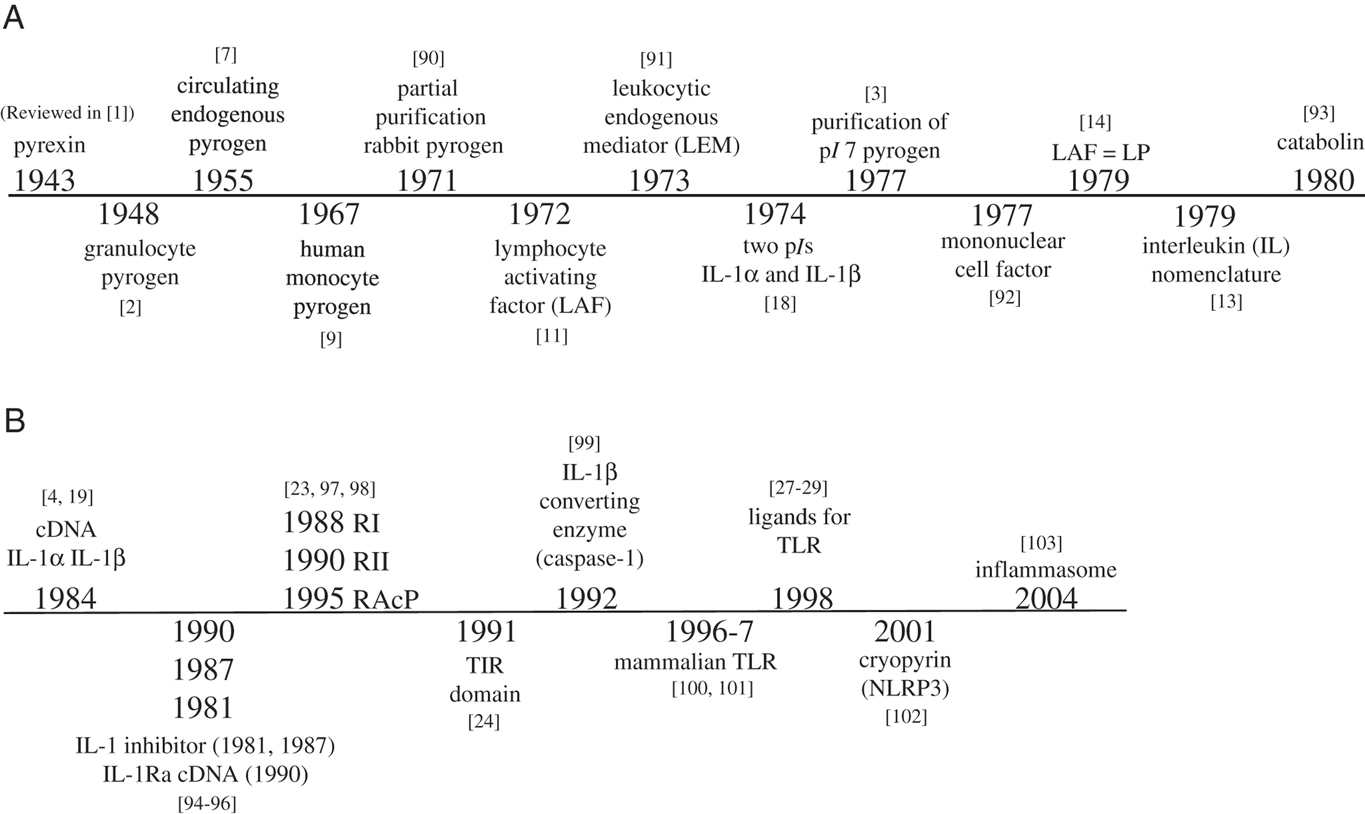 A
(Reviewed in [1])
pyrexin
1943
1948
granulocyte
pyrogen
[2]
[7]
circulating
endogenous
pyrogen
1955
1967
human
monocyte
pyrogen
[9]
[90]
partial
purification
rabbit pyrogen
1971
1972
lymphocyte
activating
factor (LAF)
[11]
[91]
leukocytic
endogenous
mediator (LEM)
1973
1974
two pIs
IL-1α and IL-1β
[18]
[3]
purification of
pI 7 pyrogen
1977
1977
mononuclear
cell factor
[92]
[14]
LAF = LP
1979
1979
interleukin (IL)
nomenclature
[13]
[93]
catabolin
1980
B
[4, 19]
cDNA
IL-1α IL-1β
1984
1990
1987
1981
IL-1 inhibitor (1981, 1987)
IL-1Ra cDNA (1990)
[94-96]
[23, 97, 98]
1988 RI
1990 RII
1995 RAcP
1991
TIR
domain
[24]
[99]
IL-1β
converting
enzyme
(caspase-1)
1992
1996-7
mammalian TLR
[100, 101]
[27-29]
ligands for
TLR
1998
2001
cryopyrin
(NLRP3)
[102]
[103]
inflammasome
2004